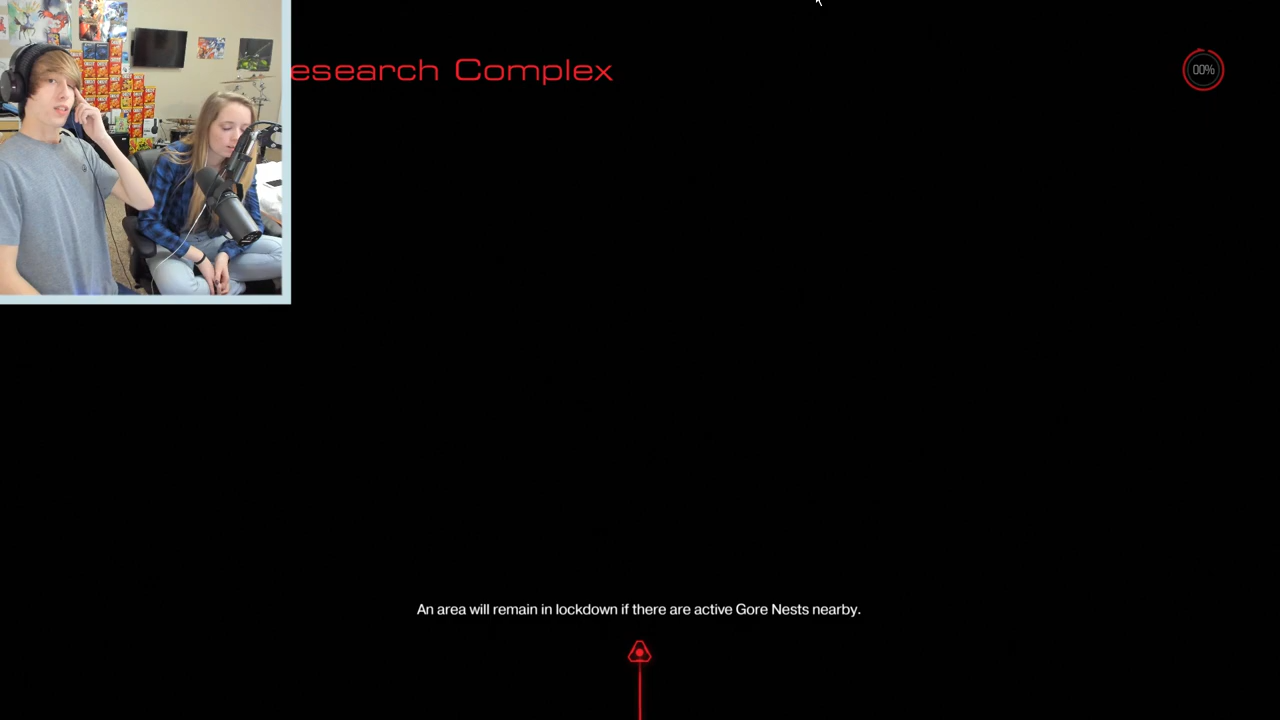 esearch Complex
00%
An area will remain in lockdown if there are active Gore Nests nearby.